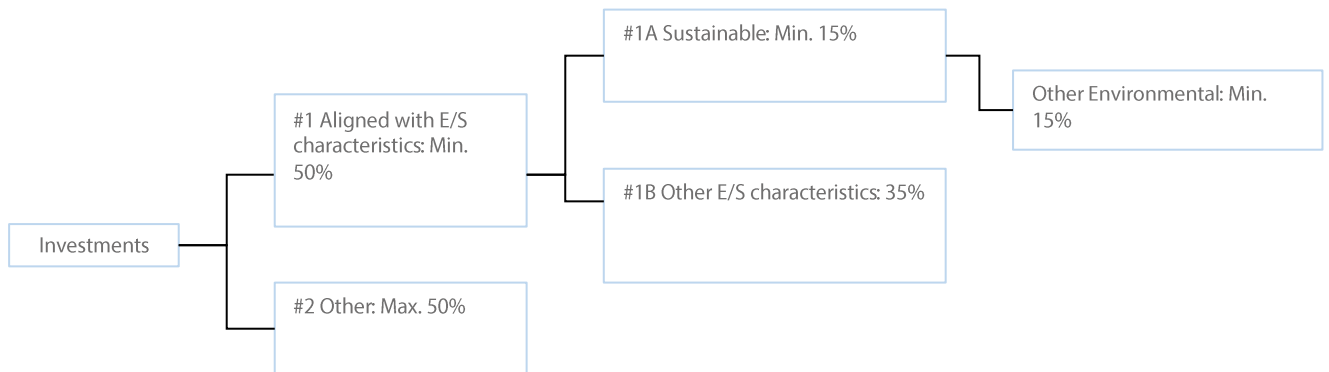 #1A Sustainable: Min. 15%
Other Environmental: Min.
15%
#1 Aligned with E/S
characteristics: Min.
50%
#1B Other E/S characteristics: 35%
Investments
#2 Other: Max. 50%